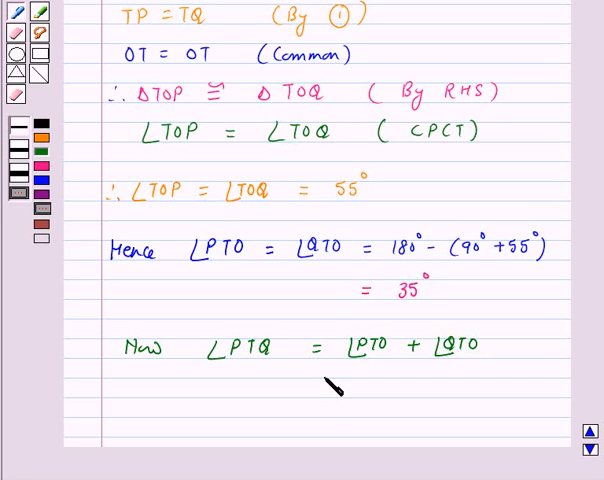 TP = TQ (By ①)
OT = OT (Common)
∴ ΔTOP ≅ ΔTOQ (By RHS)
∠TOP = ∠TOQ (CPCT)
∴ ∠TOP = ∠TOQ = 55°
Hence ∠PTO = ∠QTO = 180° - (90° + 55°)
= 35°
Now ∠PTQ = ∠PTO + ∠QTO